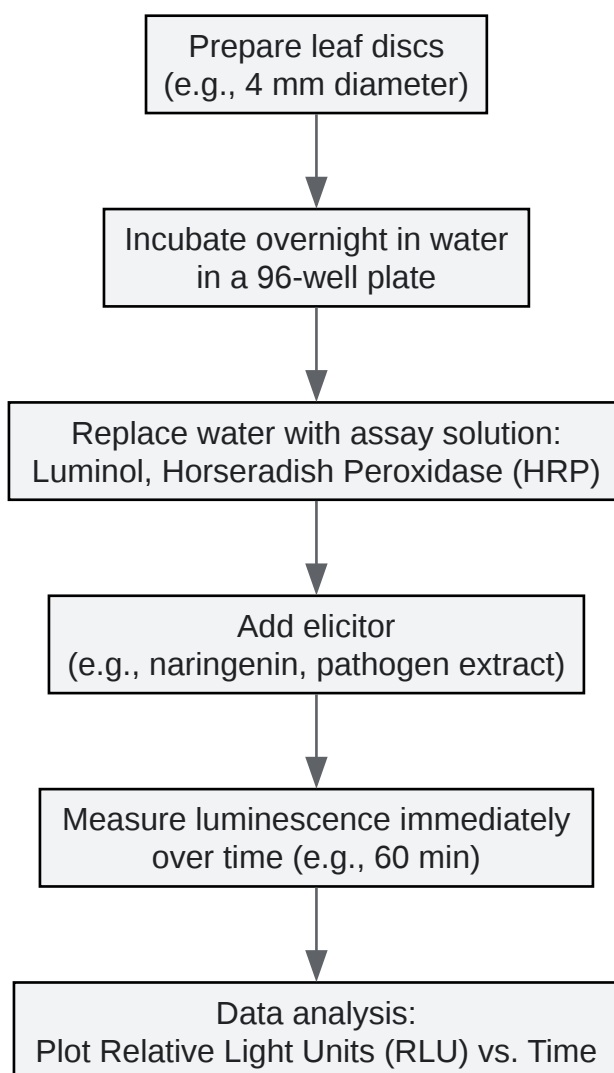 Prepare leaf discs
(e.g., 4 mm diameter)
Incubate overnight in water
in a 96-well plate
Replace water with assay solution:
Luminol, Horseradish Peroxidase (HRP)
Add elicitor
(e.g., naringenin, pathogen extract)
Measure luminescence immediately
over time (e.g., 60 min)
Data analysis:
Plot Relative Light Units (RLU) vs. Time